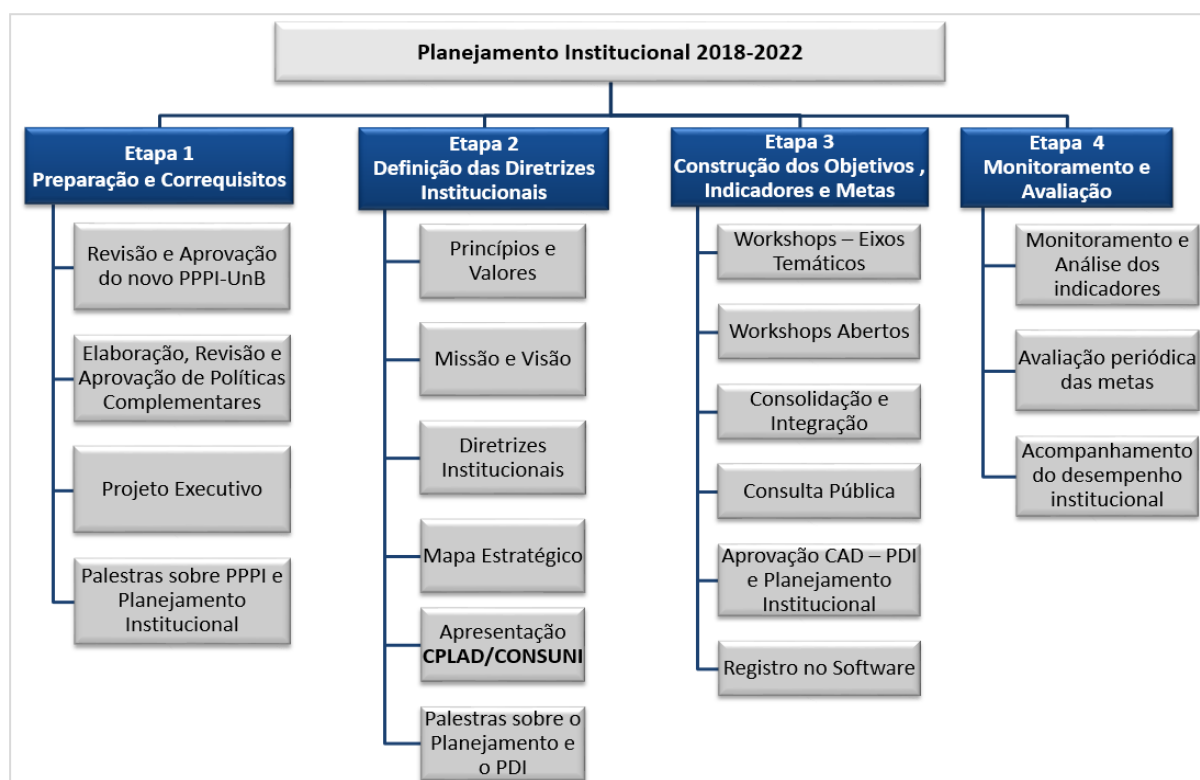 Planejamento Institucional 2018-2022
Etapa 1
Preparação e Correquisitos
Revisão e Aprovação
do novo PPPI-UnB
Elaboração, Revisão e
Aprovação de Políticas
Complementares
Projeto Executivo
Palestras sobre PPPI e
Planejamento
Institucional
Etapa 2
Definição das Diretrizes
Institucionais
Princípios e
Valores
Missão e Visão
Diretrizes
Institucionais
Mapa Estratégico
Apresentação
CPLAD/CONSUNI
Palestras sobre o
Planejamento e
o PDI
Etapa 3
Construção dos Objetivos ,
Indicadores e Metas
Workshops – Eixos
Temáticos
Workshops Abertos
Consolidação e
Integração
Consulta Pública
Aprovação CAD – PDI
e Planejamento
Institucional
Registro no Software
Etapa 4
Monitoramento e
Avaliação
Monitoramento e
Análise dos
indicadores
Avaliação periódica
das metas
Acompanhamento
do desempenho
institucional